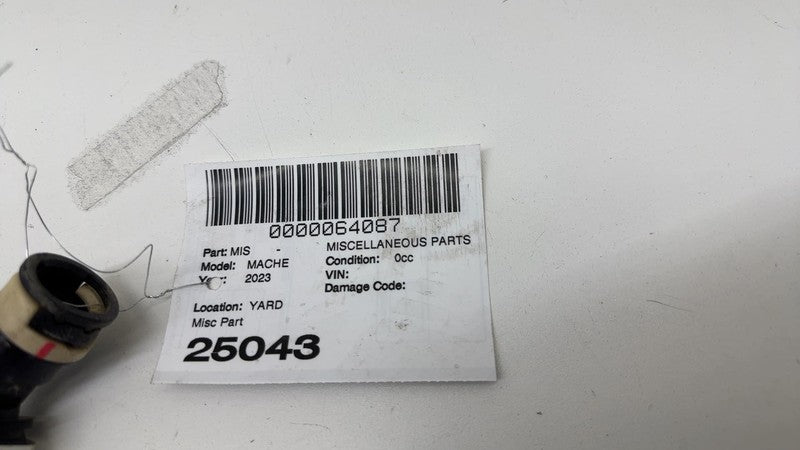 0000064087
Part: MIS - MISCELLANEOUS PARTS
Model: MACHE Condition: 0cc
Year: 2023 VIN:
Damage Code:
Location: YARD
Misc Part
25043